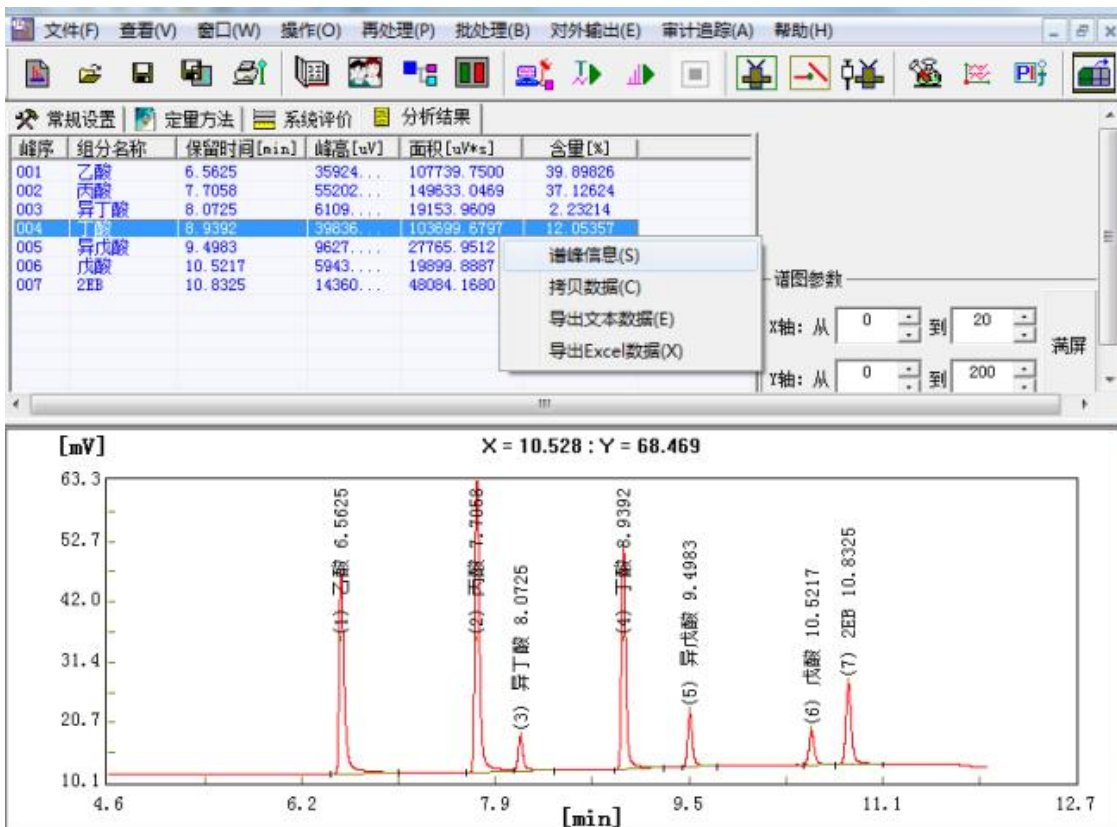 文件(F) 查看(V) 窗口(W) 操作(O) 再处理(P) 批处理(B) 对外输出(E) 审计追踪(A) 帮助(H)
常规设置 定量方法 系统评价 分析结果
峰序 组分名称 保留时间[min] 峰高[uV] 面积[uV*s] 含量[%]
001 乙酸 6.5625 35924... 107739.7500 39.89826
002 丙酸 7.7058 55202... 149633.0469 37.12624
003 异丁酸 8.0725 6109.... 19153.9609 2.23214
004 丁酸 8.9392 39836... 103699.6797 12.05357
005 异戊酸 9.4983 9627.... 27765.9512
006 戊酸 10.5217 5943.... 19899.8887
007 2EB 10.8325 14360... 48084.1680
谱峰信息(S)
拷贝数据(C)
导出文本数据(E)
导出Excel数据(X)
谱图参数
X轴: 从 0 到 20
满屏
Y轴: 从 0 到 200
[mV]
X = 10.528 : Y = 68.469
63.3
52.7
42.0
31.4
20.7
10.1
(1) 乙酸 6.5625
(2) 丙酸 7.7058
(3) 异丁酸 8.0725
(4) 丁酸 8.9392
(5) 异戊酸 9.4983
(6) 戊酸 10.5217
(7) 2EB 10.8325
4.6 6.2 7.9 9.5 11.1 12.7
[min]